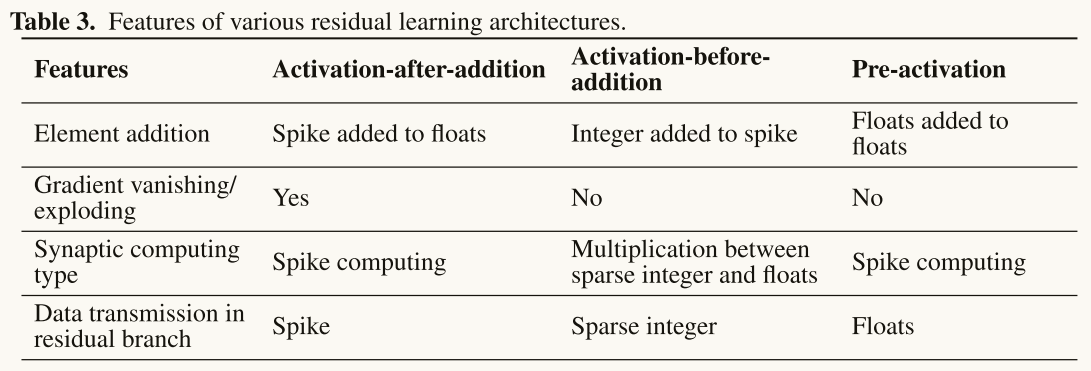 Table 3. Features of various residual learning architectures.
Features Activation-after-addition Activation-before-addition Pre-activation
Element addition Spike added to floats Integer added to spike Floats added to floats
Gradient vanishing/exploding Yes No No
Synaptic computing type Spike computing Multiplication between sparse integer and floats Spike computing
Data transmission in residual branch Spike Sparse integer Floats